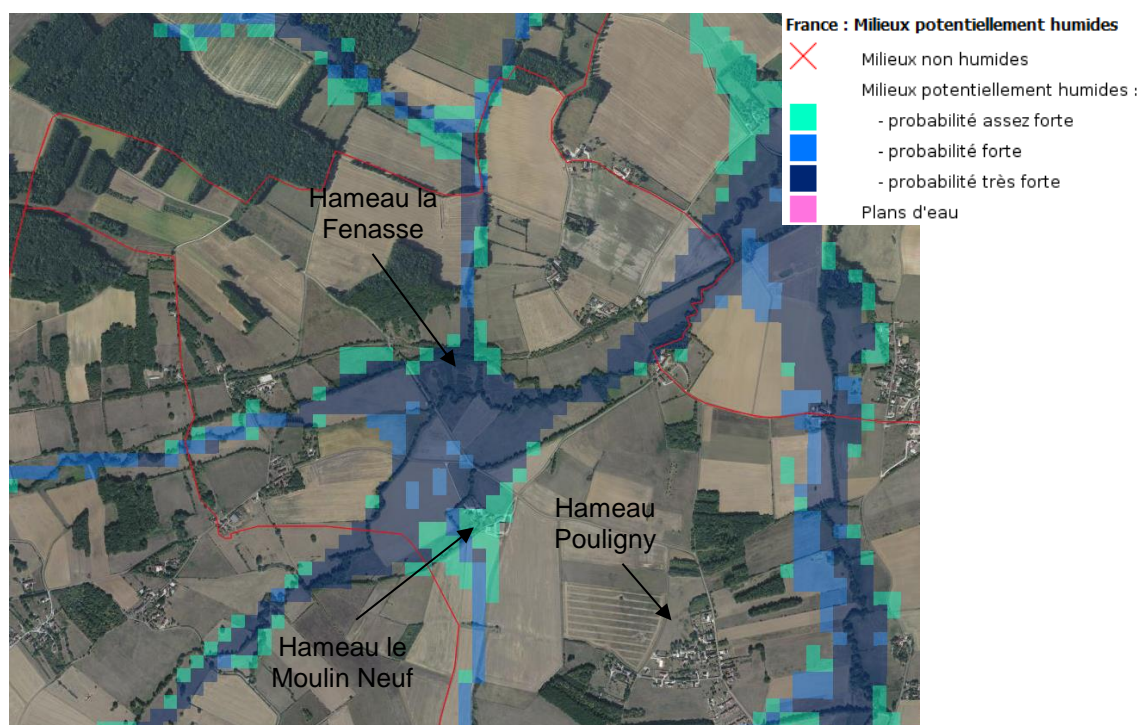 France : Milieux potentiellement humides
Milieux non humides
Milieux potentiellement humides :
- probabilité assez forte
- probabilité forte
- probabilité très forte
Plans d'eau
Hameau la
Fenasse
Hameau
Pouligny
Hameau le
Moulin Neuf